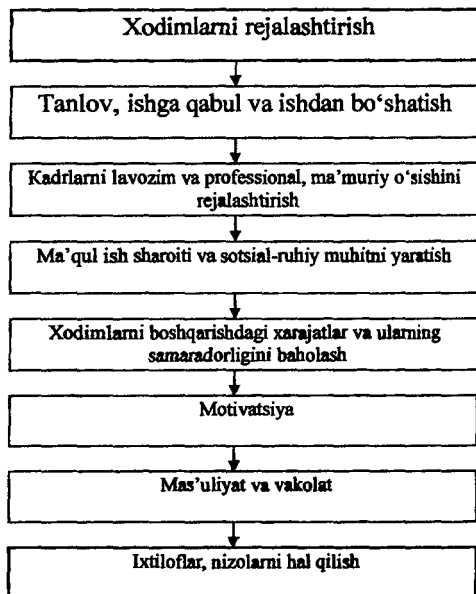 Xodimlarni rejalashtirish
Tanlov, ishga qabul va ishdan bo‘shatish
Kadrlarni lavozim va professional, ma’muriy o‘sishini
rejalashtirish
Ma’qul ish sharoiti va sotsial-ruhiy muhitni yaratish
Xodimlarni boshqarishdagi xarajatlar va ularning
samaradorligini baholash
Motivatsiya
Mas’uliyat va vakolat
Ixtiloflar, nizolarni hal qilish